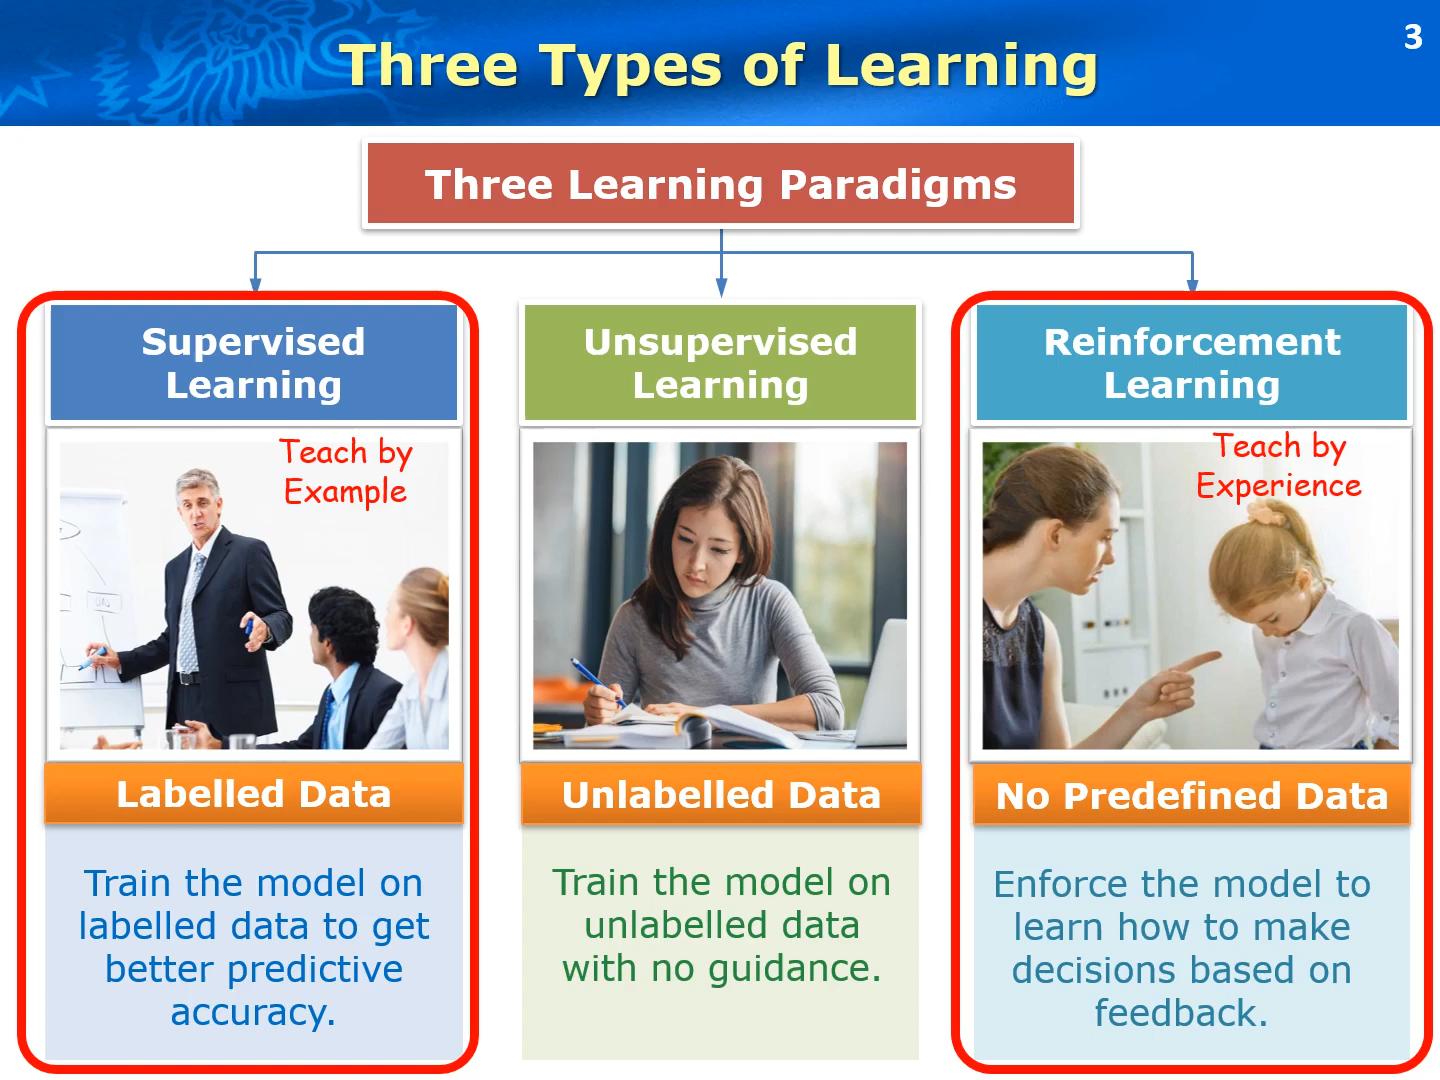 Three Types of Learning
3
Three Learning Paradigms
Supervised
Learning
Teach by
Example
Labelled Data
Train the model on
labelled data to get
better predictive
accuracy.
Unsupervised
Learning
Unlabelled Data
Train the model on
unlabelled data
with no guidance.
Reinforcement
Learning
Teach by
Experience
No Predefined Data
Enforce the model to
learn how to make
decisions based on
feedback.